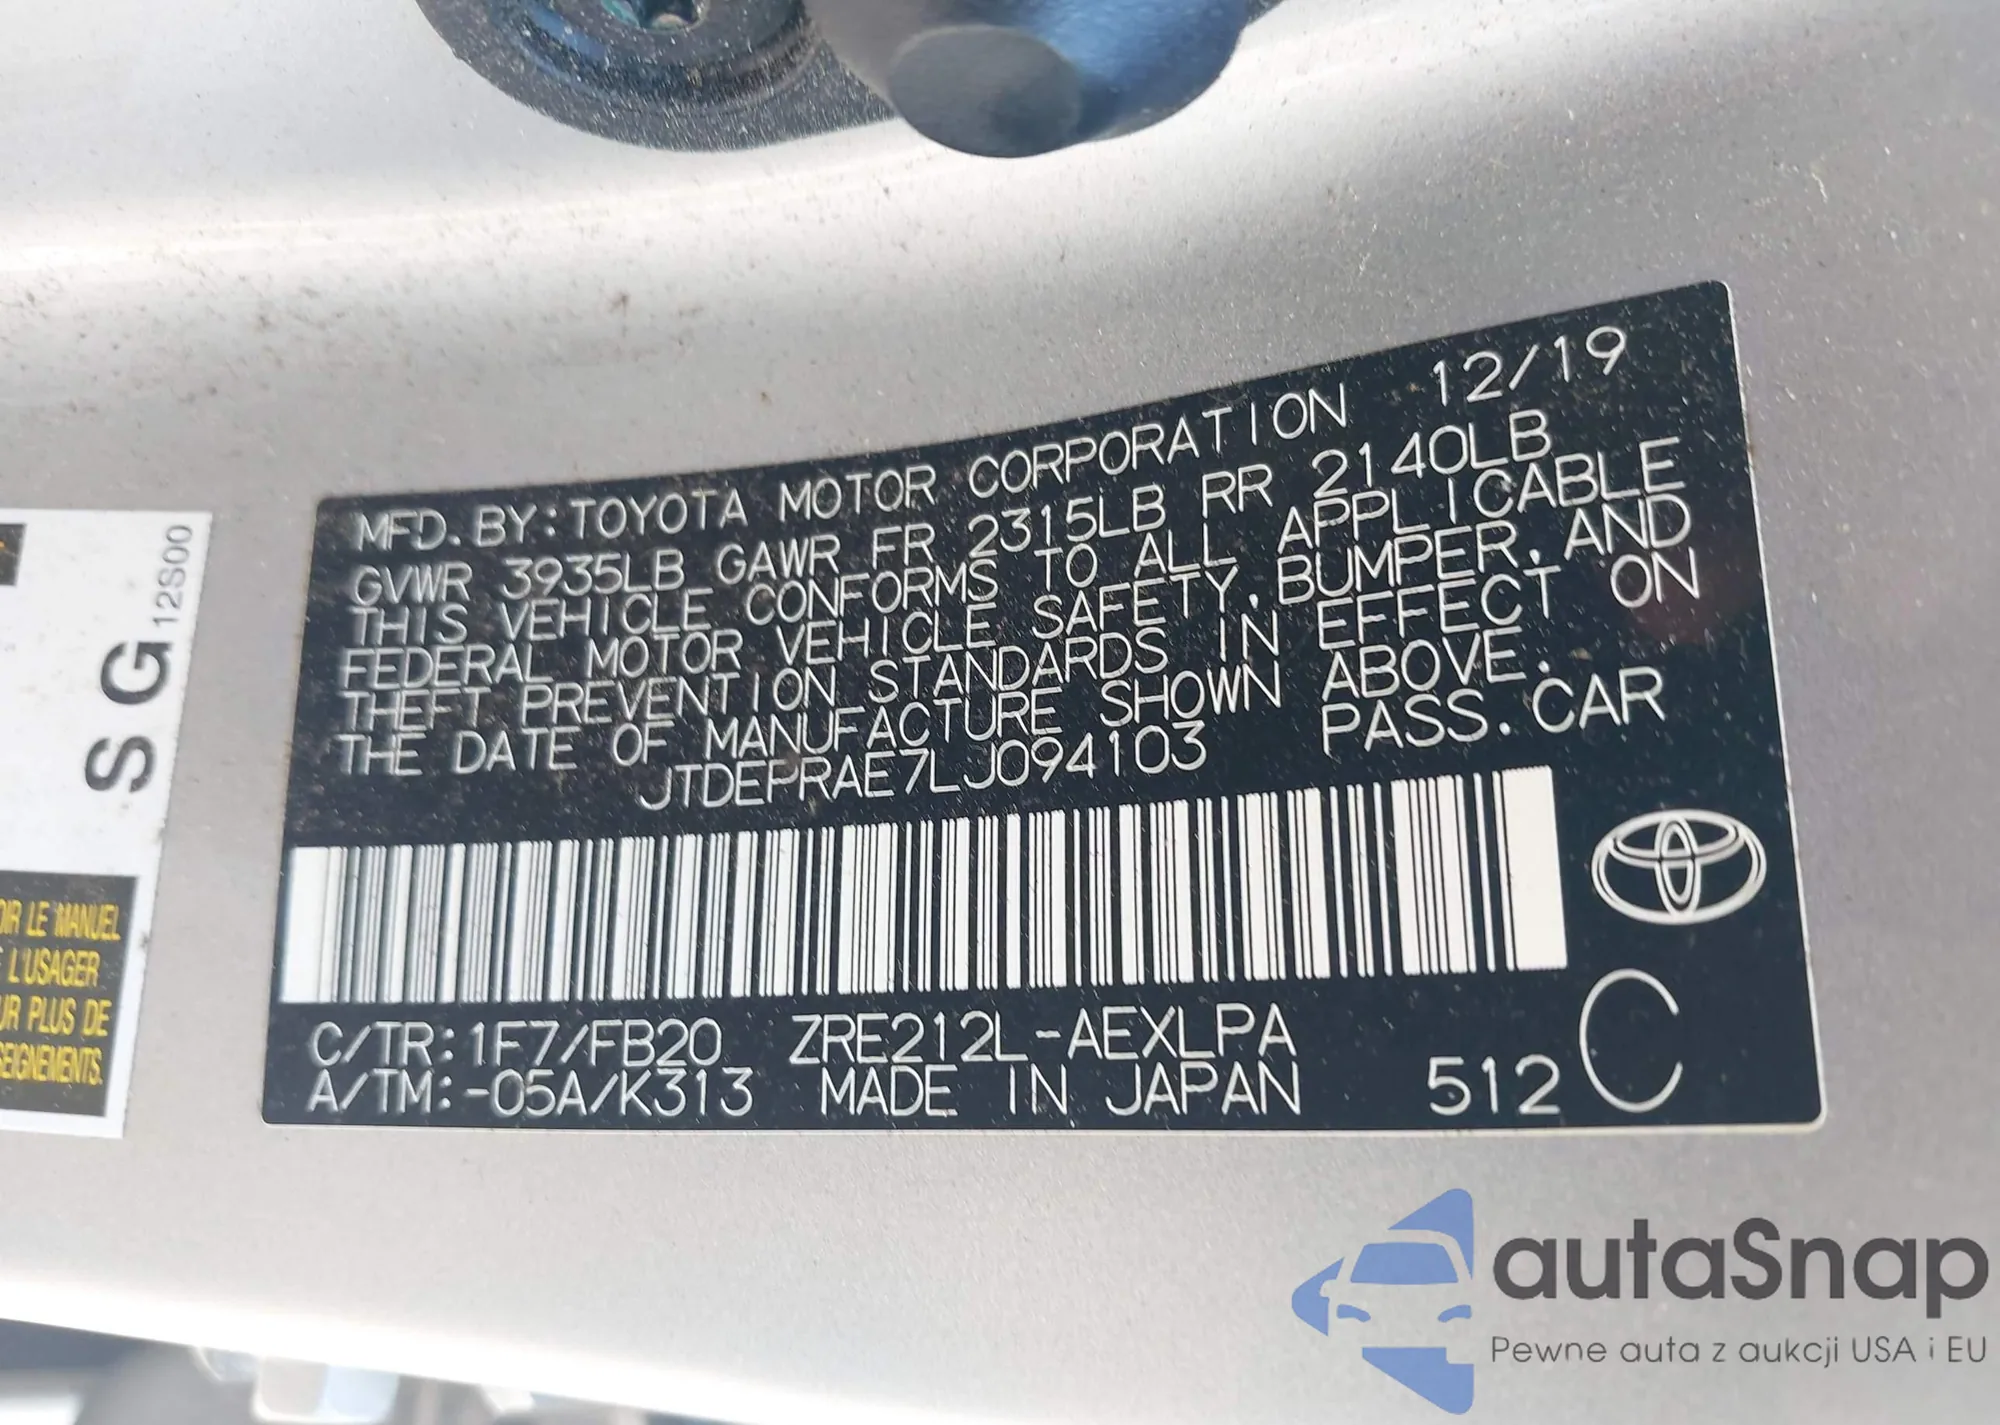 MFD. BY: TOYOTA MOTOR CORPORATION 12/19
GVWR 3935LB GAWR FR 2315LB RR 2140LB
THIS VEHICLE CONFORMS TO ALL APPLICABLE
FEDERAL MOTOR VEHICLE SAFETY, BUMPER, AND
THEFT PREVENTION STANDARDS IN EFFECT ON
THE DATE OF MANUFACTURE SHOWN ABOVE.
JTDEPRAE7LJ094103 PASS. CAR
C/TR: 1F7/FB20 ZRE212L-AEXLPA
A/TM: -05A/K313 MADE IN JAPAN 512 C
S G 12S00
LE MANUEL
L'USAGER
PLUS DE
autaSnap
Pewne auta z aukcji USA i EU